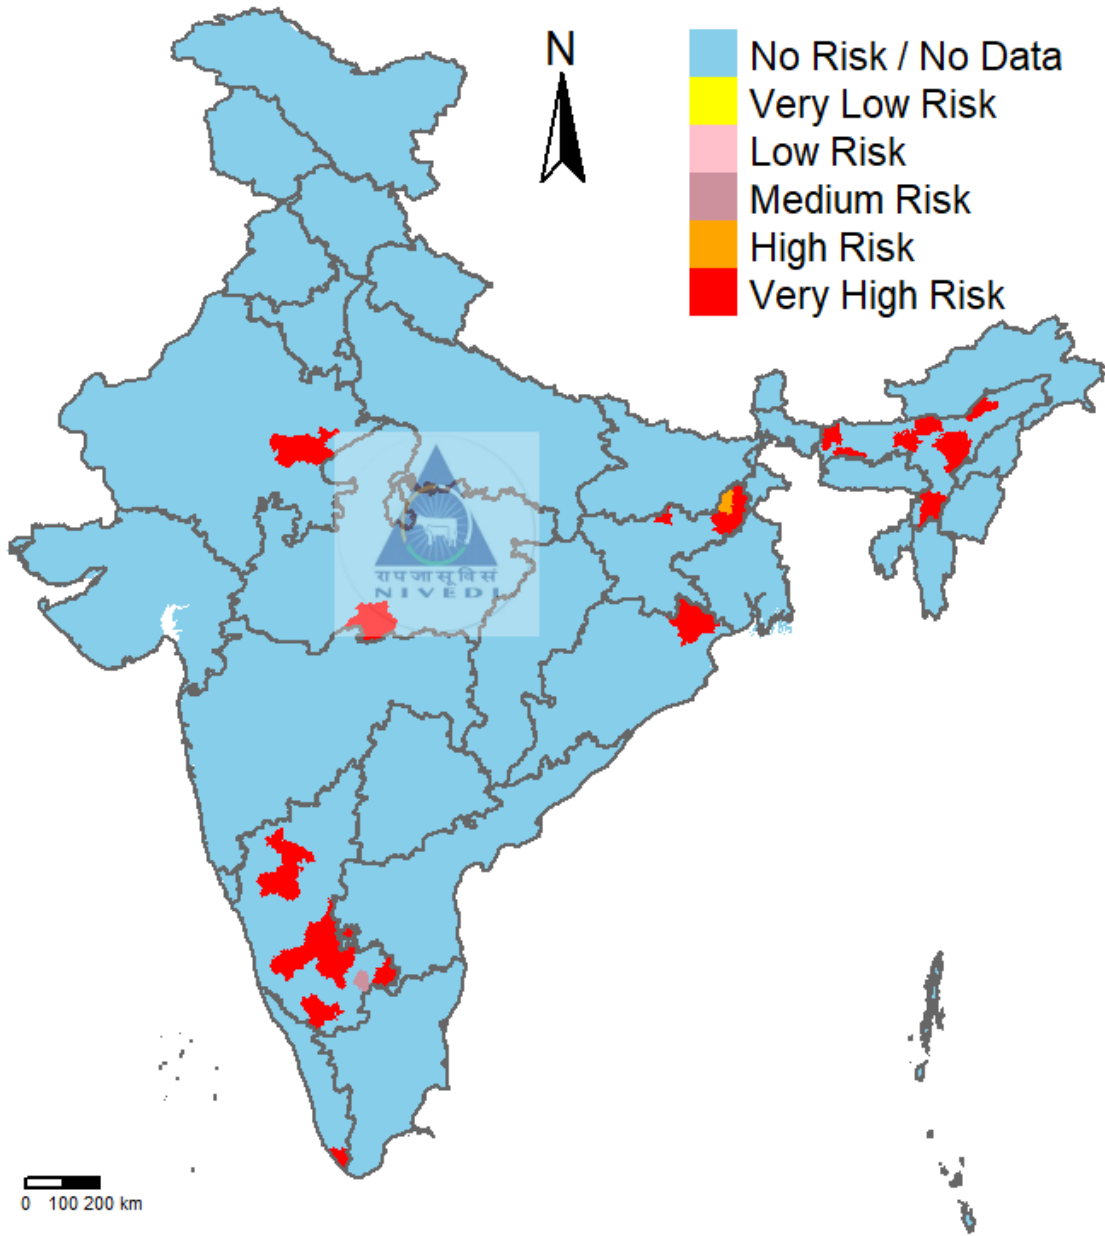 N
No Risk / No Data
Very Low Risk
Low Risk
Medium Risk
High Risk
Very High Risk
रा प जा सू वि सं
NIVEDI
0 100 200 km